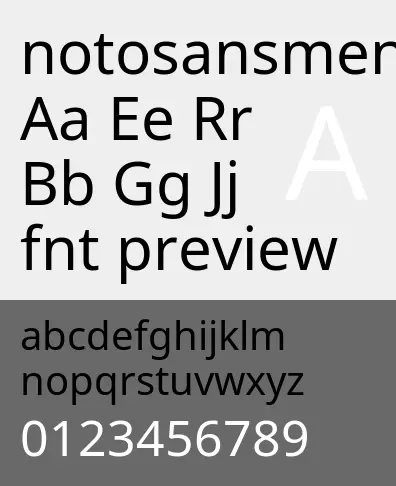 notosansmen
Aa Ee Rr
A
Bb Gg Jj
fnt preview
abcdefghijklm
nopqrstuvwxyz
0123456789